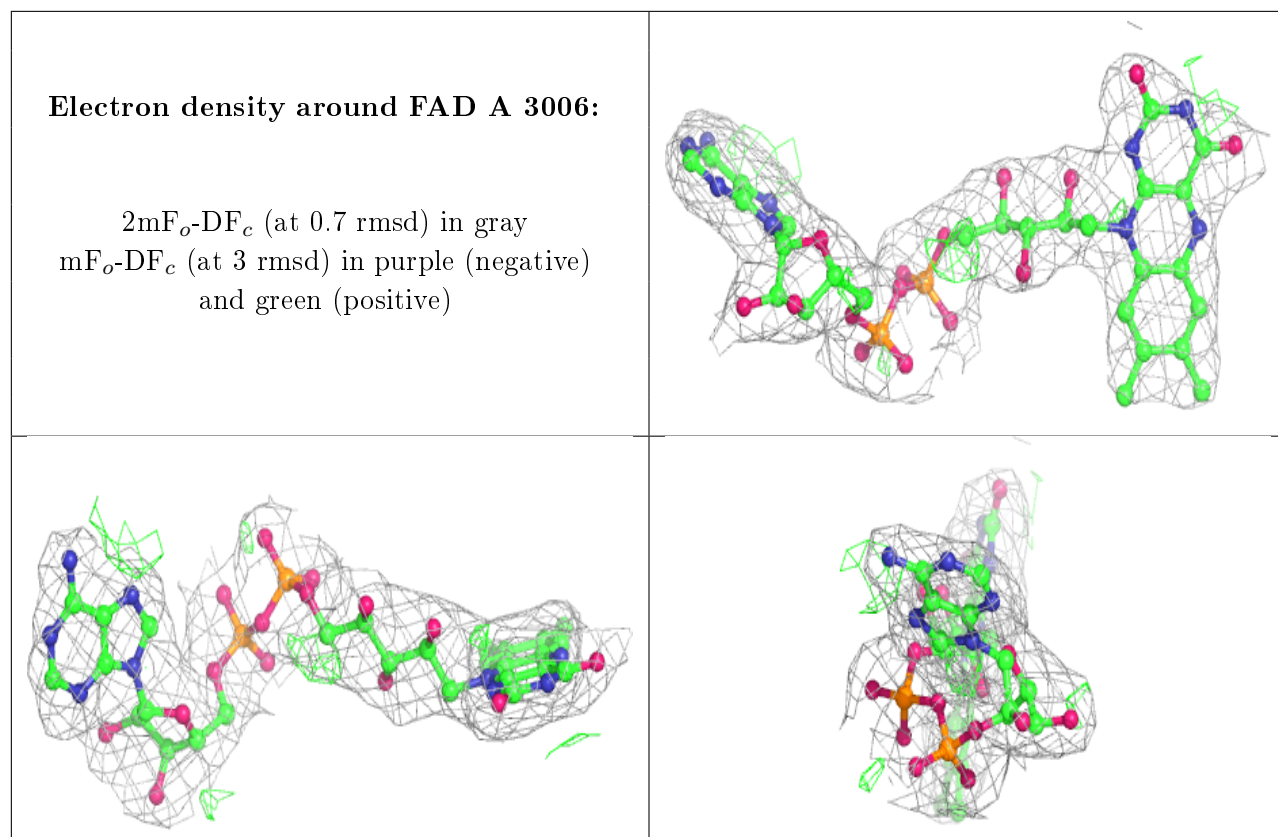 Electron density around FAD A 3006:
2mFo-DFc (at 0.7 rmsd) in gray
mFo-DFc (at 3 rmsd) in purple (negative)
and green (positive)